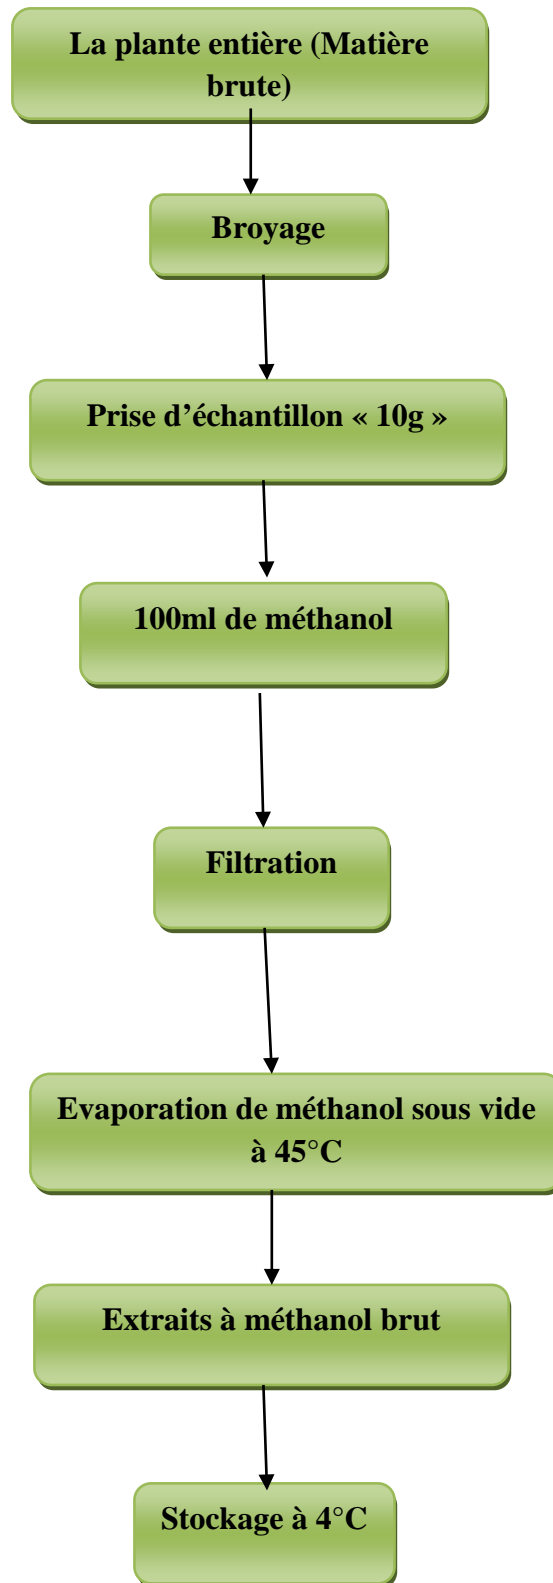 La plante entière (Matière
brute)
Broyage
Prise d’échantillon « 10g »
100ml de méthanol
Filtration
Evaporation de méthanol sous vide
à 45°C
Extraits à méthanol brut
Stockage à 4°C